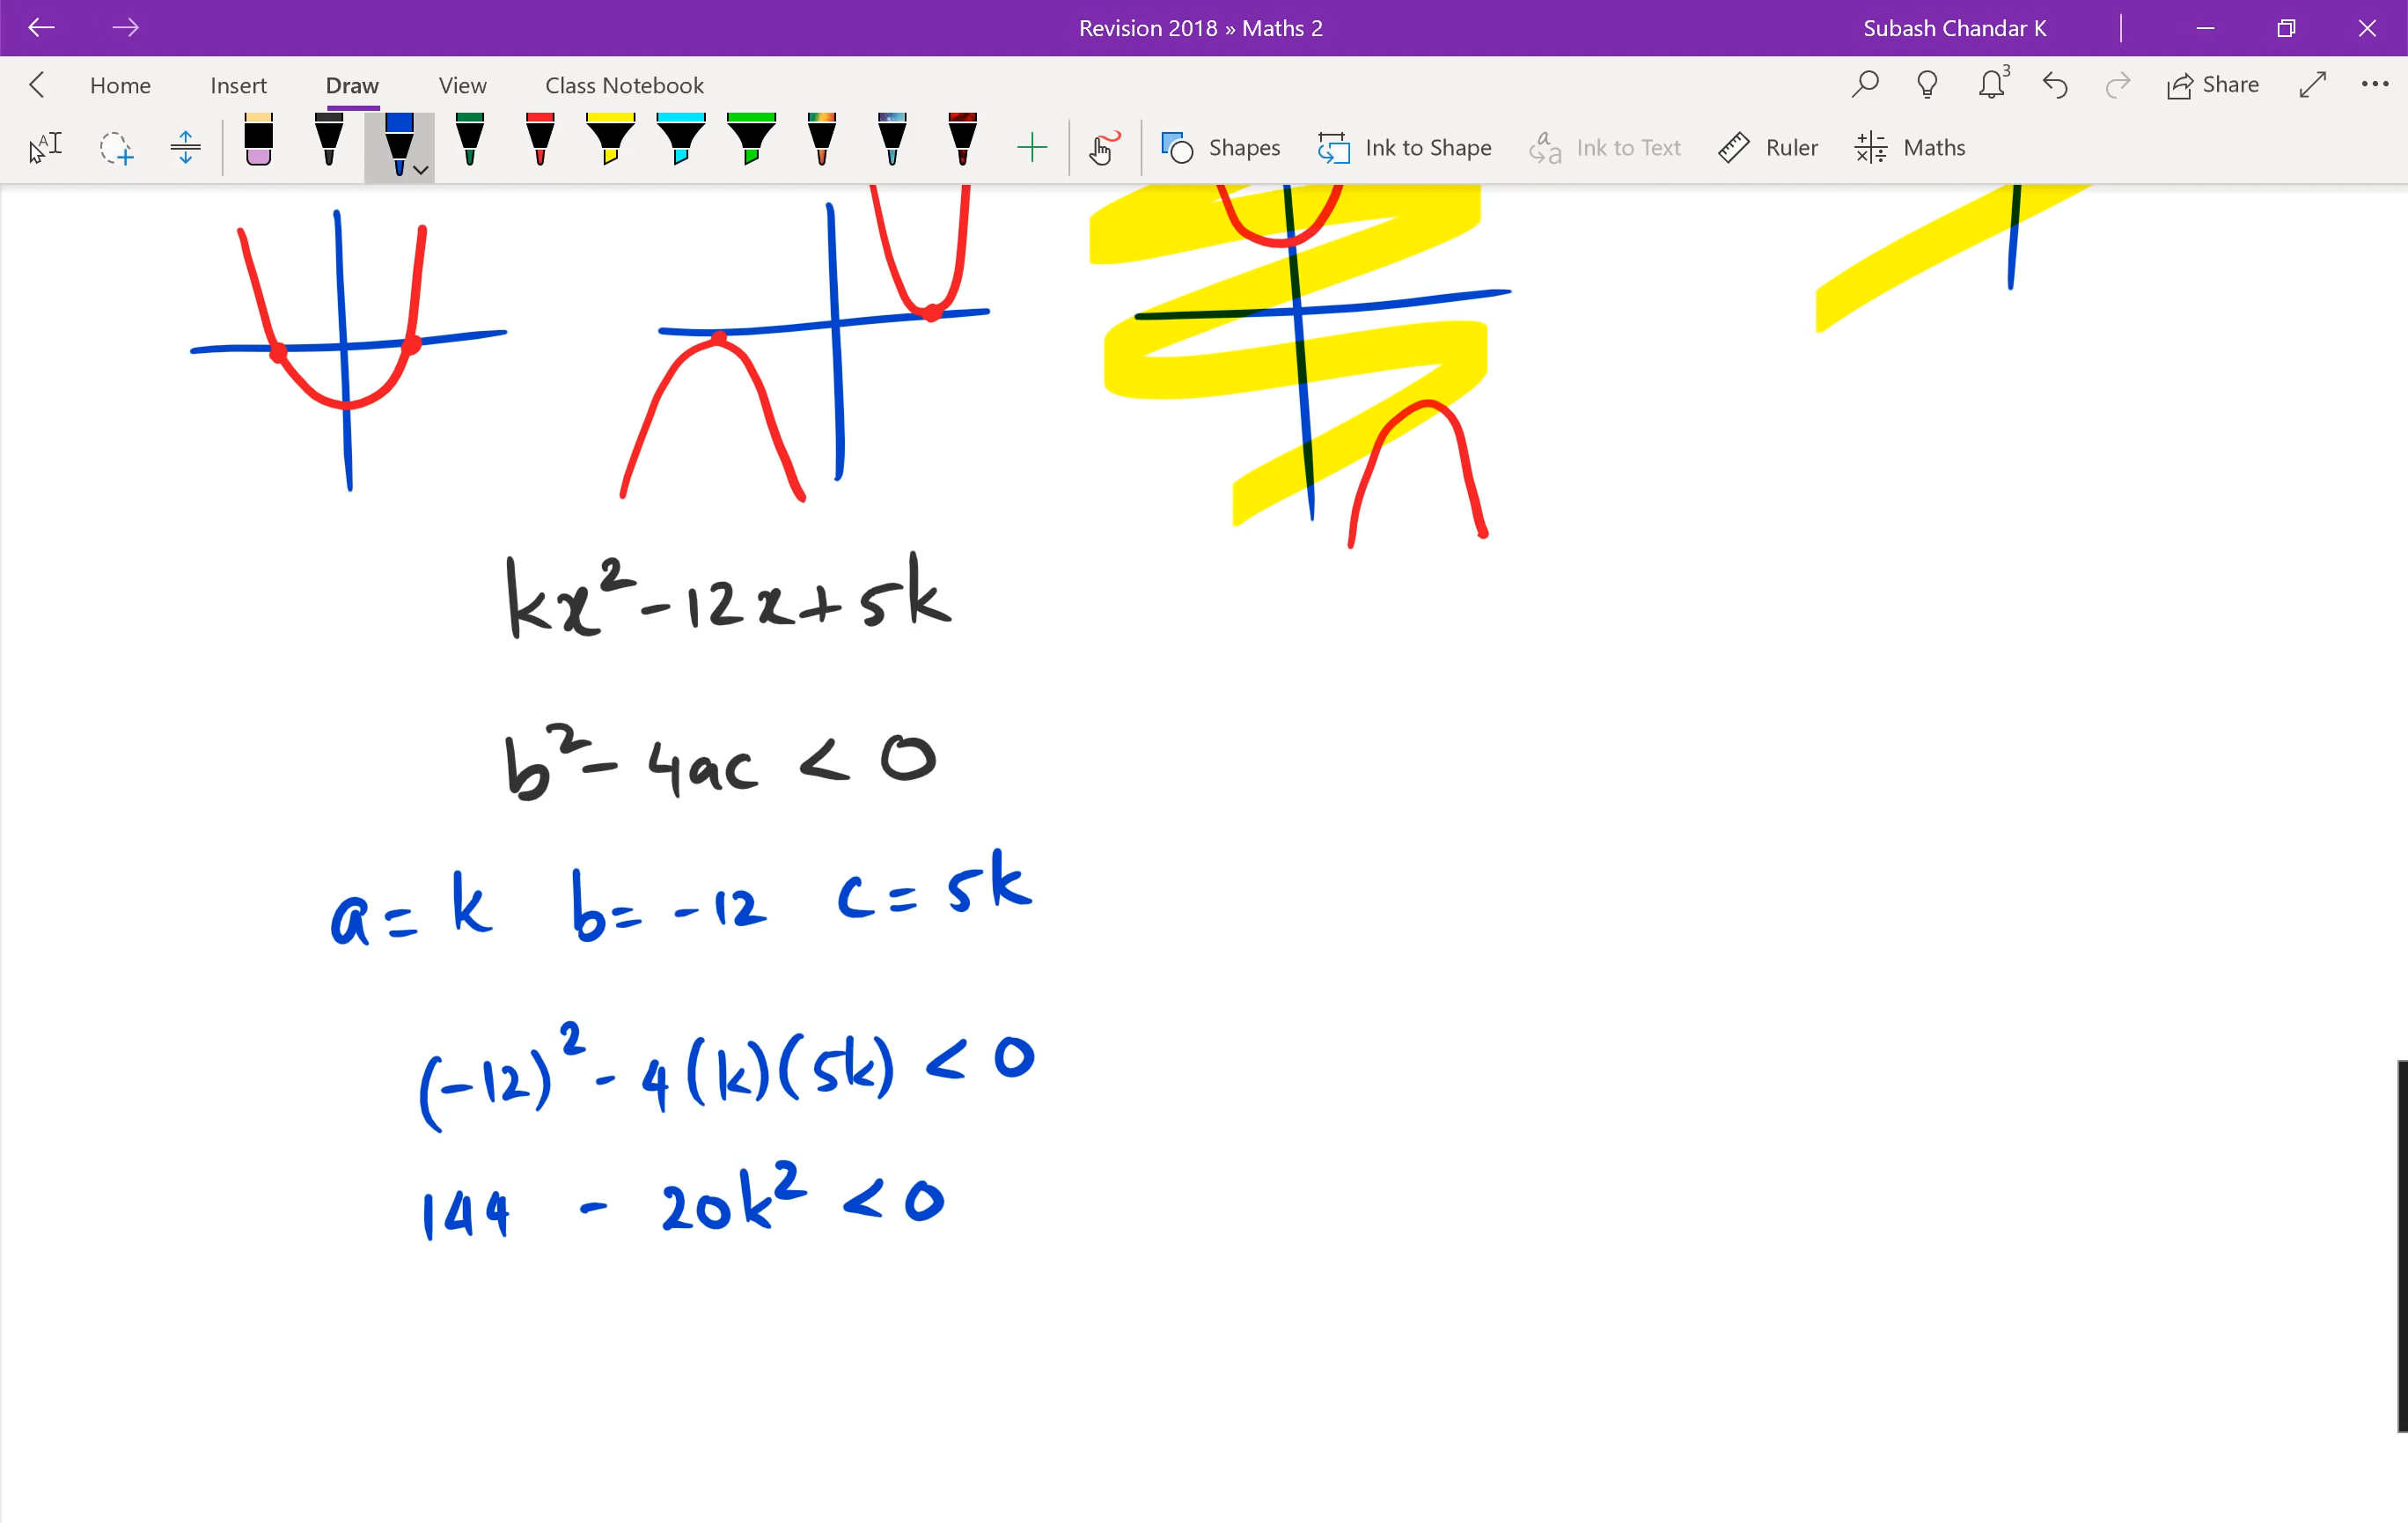 Revision 2018 » Maths 2
Subash Chandar K
Home Insert Draw View Class Notebook
3
Share
Shapes Ink to Shape Ink to Text Ruler Maths
kx² - 12x + 5k
b² - 4ac < 0
a = k b = -12 c = 5k
(-12)² - 4(k)(5k) < 0
144 - 20k² < 0